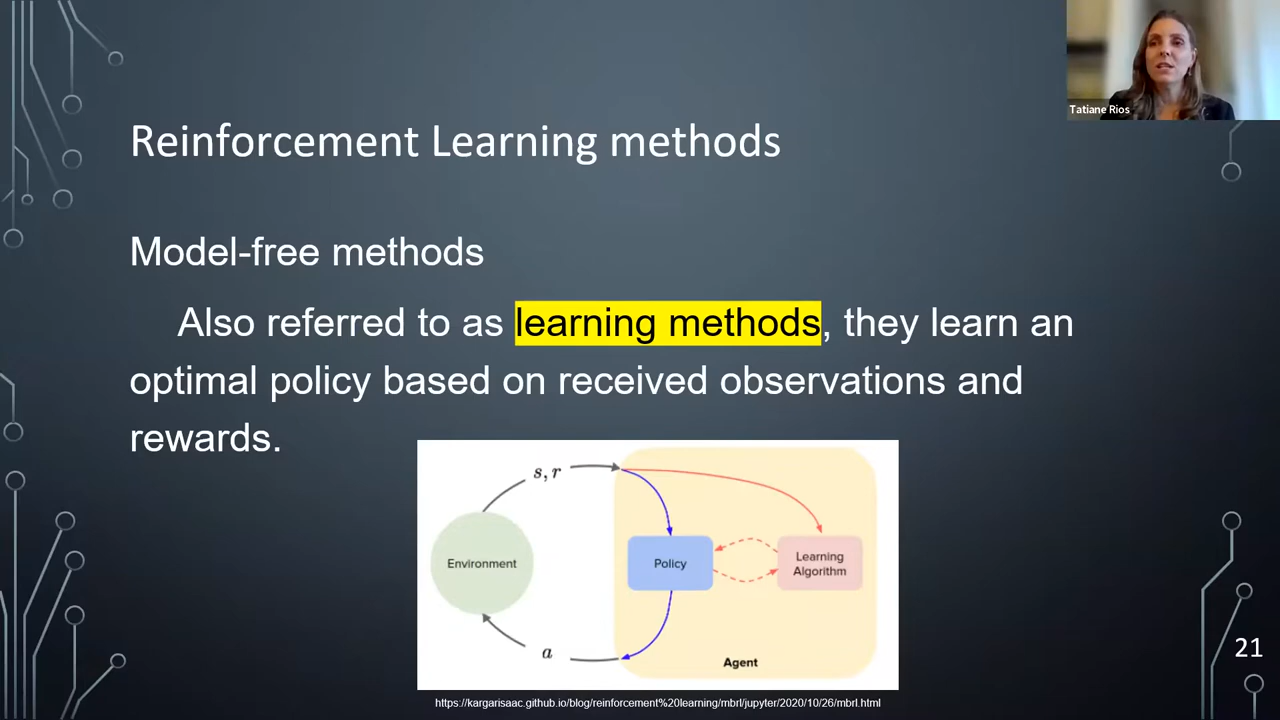 Tatiane Rios
Reinforcement Learning methods
Model-free methods
Also referred to as learning methods, they learn an
optimal policy based on received observations and
rewards.
s, r
Environment
Policy
Learning
Algorithm
a
Agent
21
https://kargarisaac.github.io/blog/reinforcement%20learning/mbrl/jupyter/2020/10/26/mbrl.html